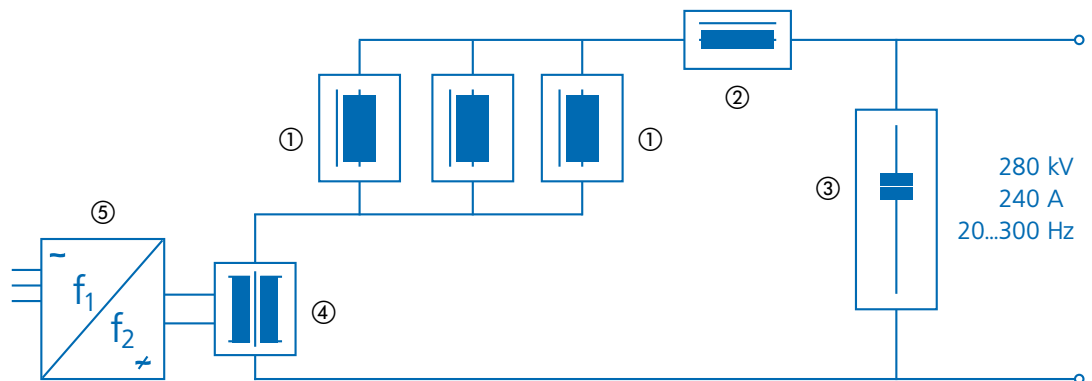 ①
①
②
③
280 kV
240 A
20...300 Hz
⑤
~
f₁
f₂
≁
④